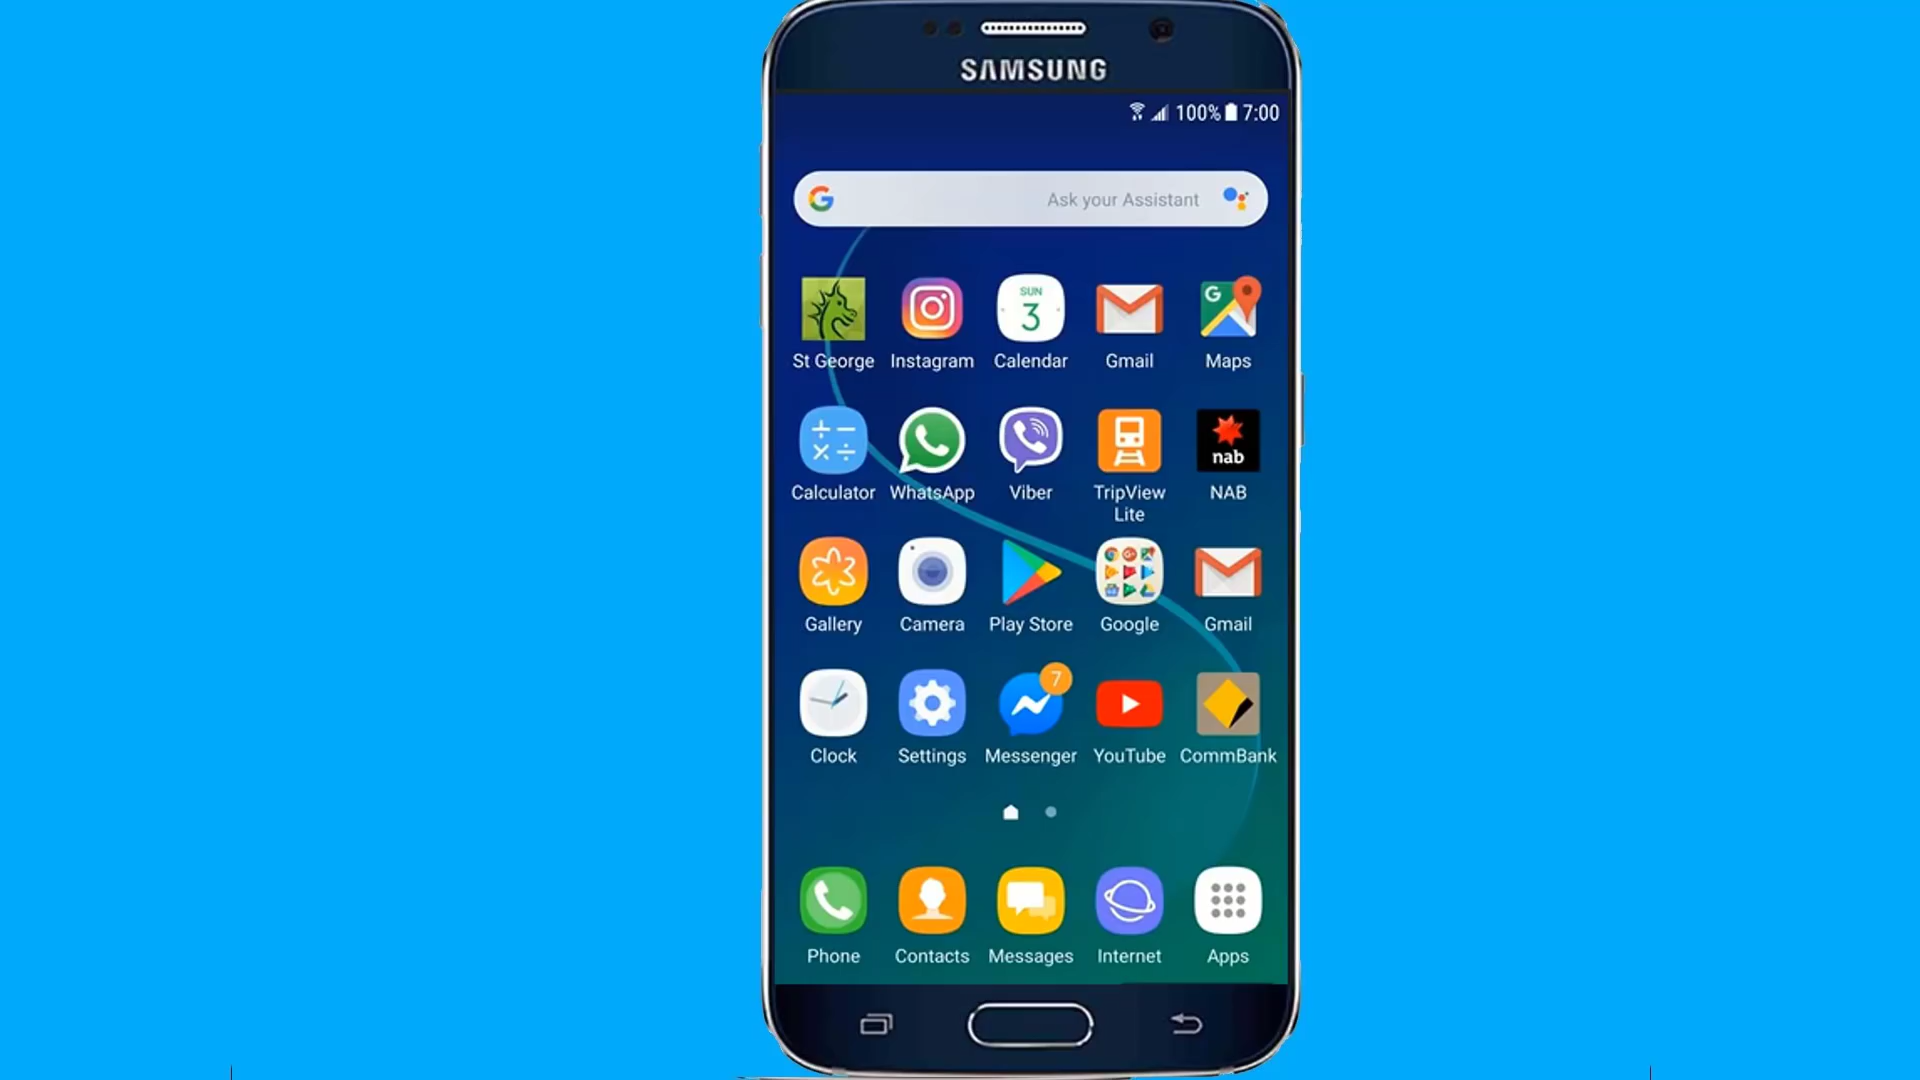 SAMSUNG
100% 7:00
G Ask your Assistant
SUN
3
G
St George Instagram Calendar Gmail Maps
nab
Calculator WhatsApp Viber TripView Lite NAB
Gallery Camera Play Store Google Gmail
7
Clock Settings Messenger YouTube CommBank
Phone Contacts Messages Internet Apps